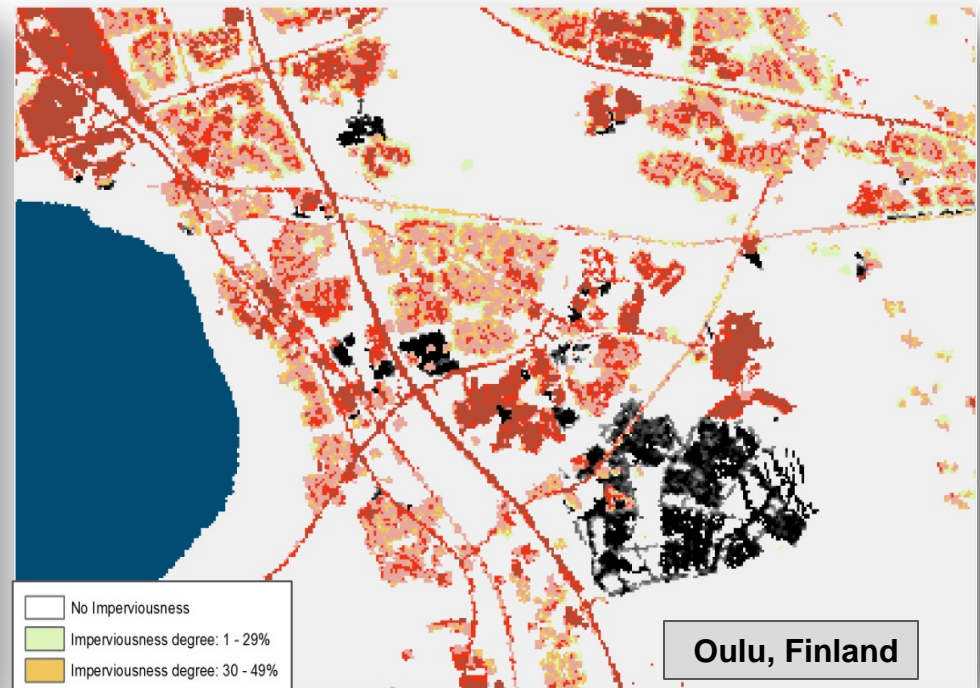 No Imperviousness
Imperviousness degree: 1 - 29%
Imperviousness degree: 30 - 49%
Oulu, Finland